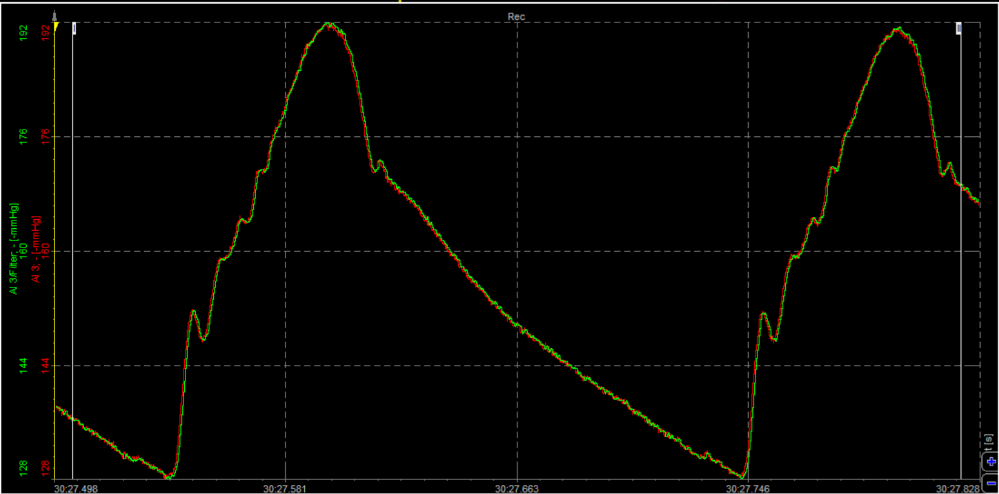 Rec
I
II
192
192
176
176
160
160
144
144
128
128
AI 3/Filter; - [-mmHg]
AI 3; - [-mmHg]
t [s]
30:27.498
30:27.581
30:27.663
30:27.746
30:27.828